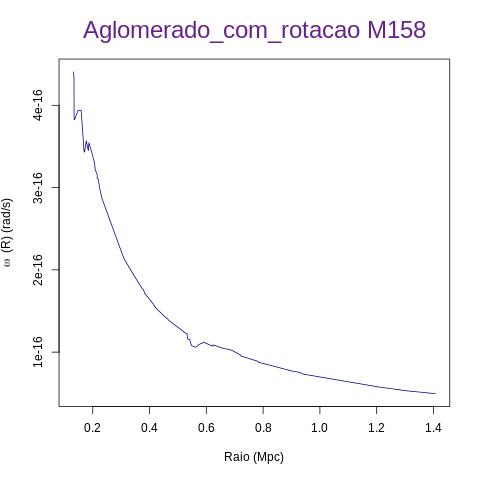 Aglomerado_com_rotacao M158
ω (R) (rad/s)
4e-16
3e-16
2e-16
1e-16
0.2 0.4 0.6 0.8 1.0 1.2 1.4
Raio (Mpc)